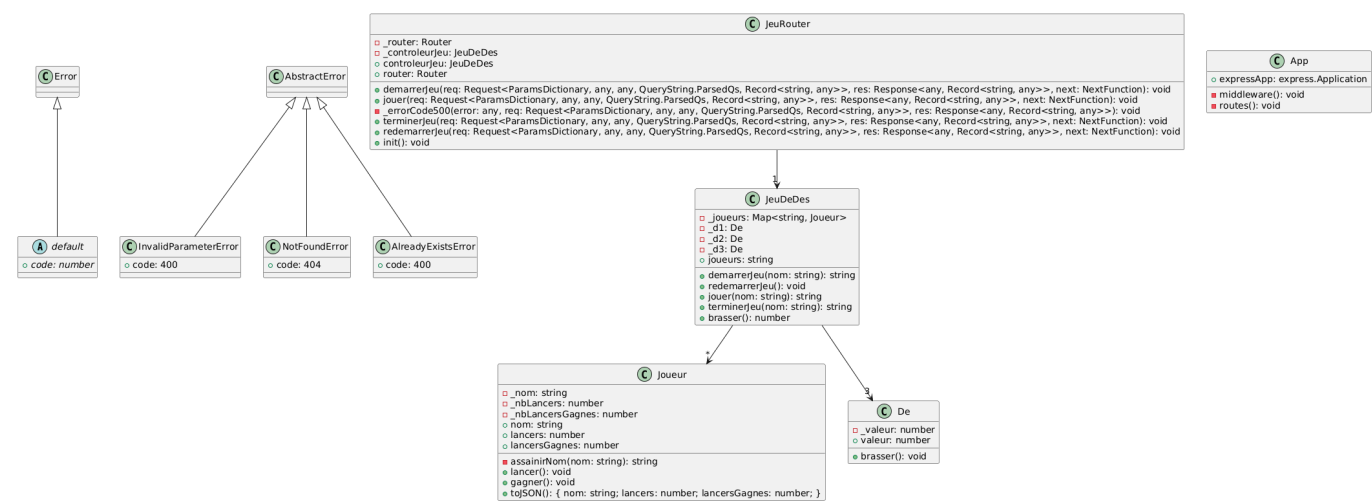 C JeuRouter
_router: Router
_controleurJeu: JeuDeDes
controleurJeu: JeuDeDes
router: Router
demarrerJeu(req: Request<ParamsDictionary, any, any, QueryString.ParsedQs, Record<string, any>>, res: Response<any, Record<string, any>>, next: NextFunction): void
jouer(req: Request<ParamsDictionary, any, any, QueryString.ParsedQs, Record<string, any>>, res: Response<any, Record<string, any>>, next: NextFunction): void
_errorCode500(error: any, req: Request<ParamsDictionary, any, any, QueryString.ParsedQs, Record<string, any>>, res: Response<any, Record<string, any>>): void
terminerJeu(req: Request<ParamsDictionary, any, any, QueryString.ParsedQs, Record<string, any>>, res: Response<any, Record<string, any>>, next: NextFunction): void
redemarrerJeu(req: Request<ParamsDictionary, any, any, QueryString.ParsedQs, Record<string, any>>, res: Response<any, Record<string, any>>, next: NextFunction): void
init(): void
C App
expressApp: express.Application
middleware(): void
routes(): void
C Error
C AbstractError
1
C JeuDeDes
_joueurs: Map<string, Joueur>
_d1: De
_d2: De
_d3: De
joueurs: string
demarrerJeu(nom: string): string
redemarrerJeu(): void
jouer(nom: string): string
terminerJeu(nom: string): string
brasser(): number
A default
code: number
C InvalidParameterError
code: 400
C NotFoundError
code: 404
C AlreadyExistsError
code: 400
*
3
C Joueur
_nom: string
_nbLancers: number
_nbLancersGagnes: number
nom: string
lancers: number
lancersGagnes: number
assainirNom(nom: string): string
lancer(): void
gagner(): void
toJSON(): { nom: string; lancers: number; lancersGagnes: number; }
C De
_valeur: number
valeur: number
brasser(): void